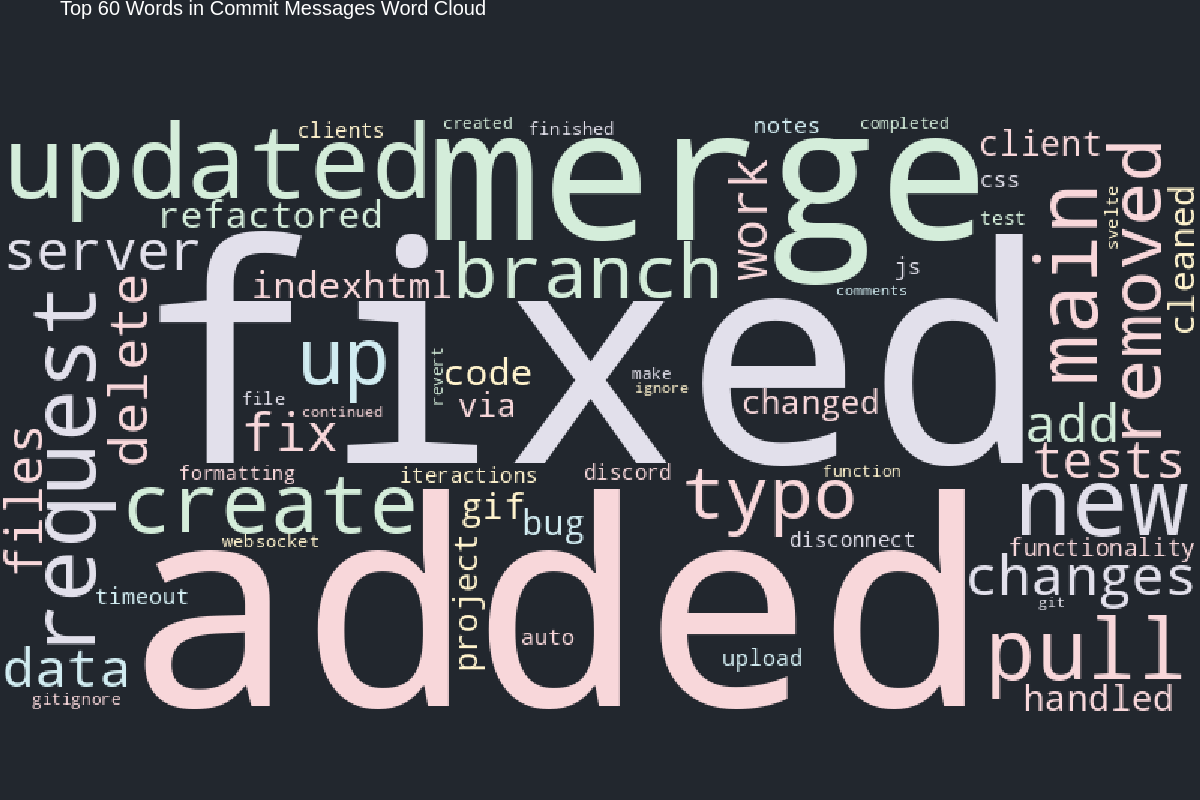 Top 60 Words in Commit Messages Word Cloud
updated
clients
created
finished
merge
notes
completed
client
css
test
refactored
server
work
main
svelte
removed
cleaned
indexhtml
branch
js
comments
fixed
request
delete
up
revert
code
via
make
ignore
changed
file
continued
fix
add
files
tests
formatting
iteractions
discord
function
typo
create
gif
bug
new
websocket
disconnect
functionality
changes
git
timeout
added
project
auto
upload
pull
data
gitignore
handled